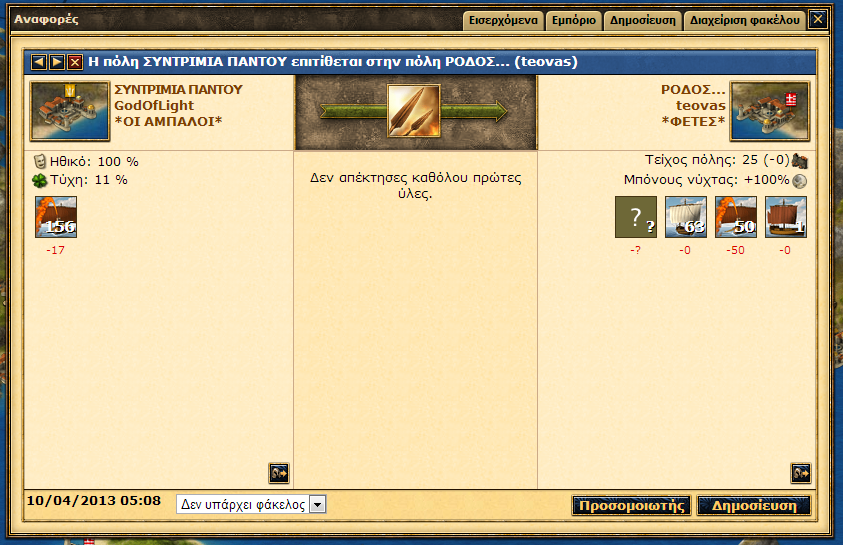 Αναφορές
Εισερχόμενα Εμπόριο Δημοσίευση Διαχείριση φακέλου
Η πόλη ΣΥΝΤΡΙΜΙΑ ΠΑΝΤΟΥ επιτίθεται στην πόλη ΡΟΔΟΣ... (teovas)
ΣΥΝΤΡΙΜΙΑ ΠΑΝΤΟΥ
GodOfLight
*ΟΙ ΑΜΠΑΛΟΙ*
ΡΟΔΟΣ...
teovas
*ΦΕΤΕΣ*
Ηθικό: 100 %
Τύχη: 11 %
156
-17
Δεν απέκτησες καθόλου πρώτες
ύλες.
Τείχος πόλης: 25 (-0)
Μπόνους νύχτας: +100%
? ? 63 50 1
-? -0 -50 -0
10/04/2013 05:08
Δεν υπάρχει φάκελος
Προσομοιωτής Δημοσίευση